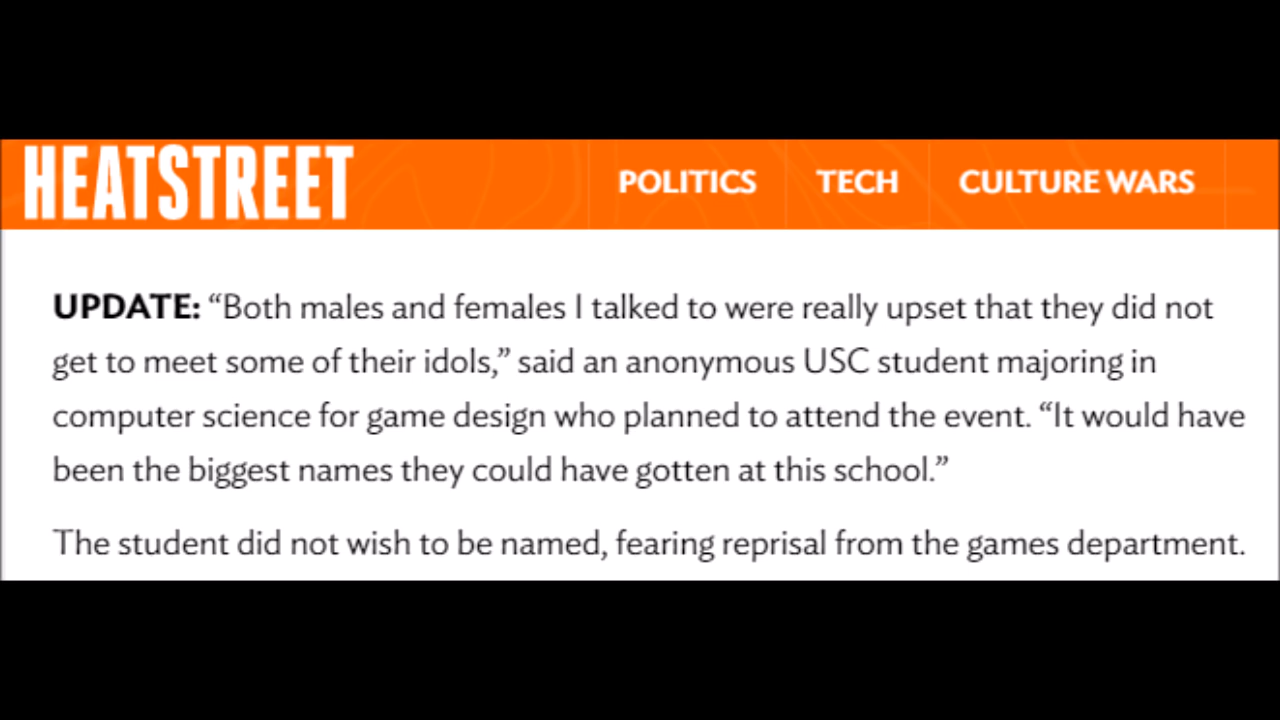 HEATSTREET POLITICS TECH CULTURE WARS
UPDATE: “Both males and females I talked to were really upset that they did not
get to meet some of their idols,” said an anonymous USC student majoring in
computer science for game design who planned to attend the event. “It would have
been the biggest names they could have gotten at this school.”
The student did not wish to be named, fearing reprisal from the games department.